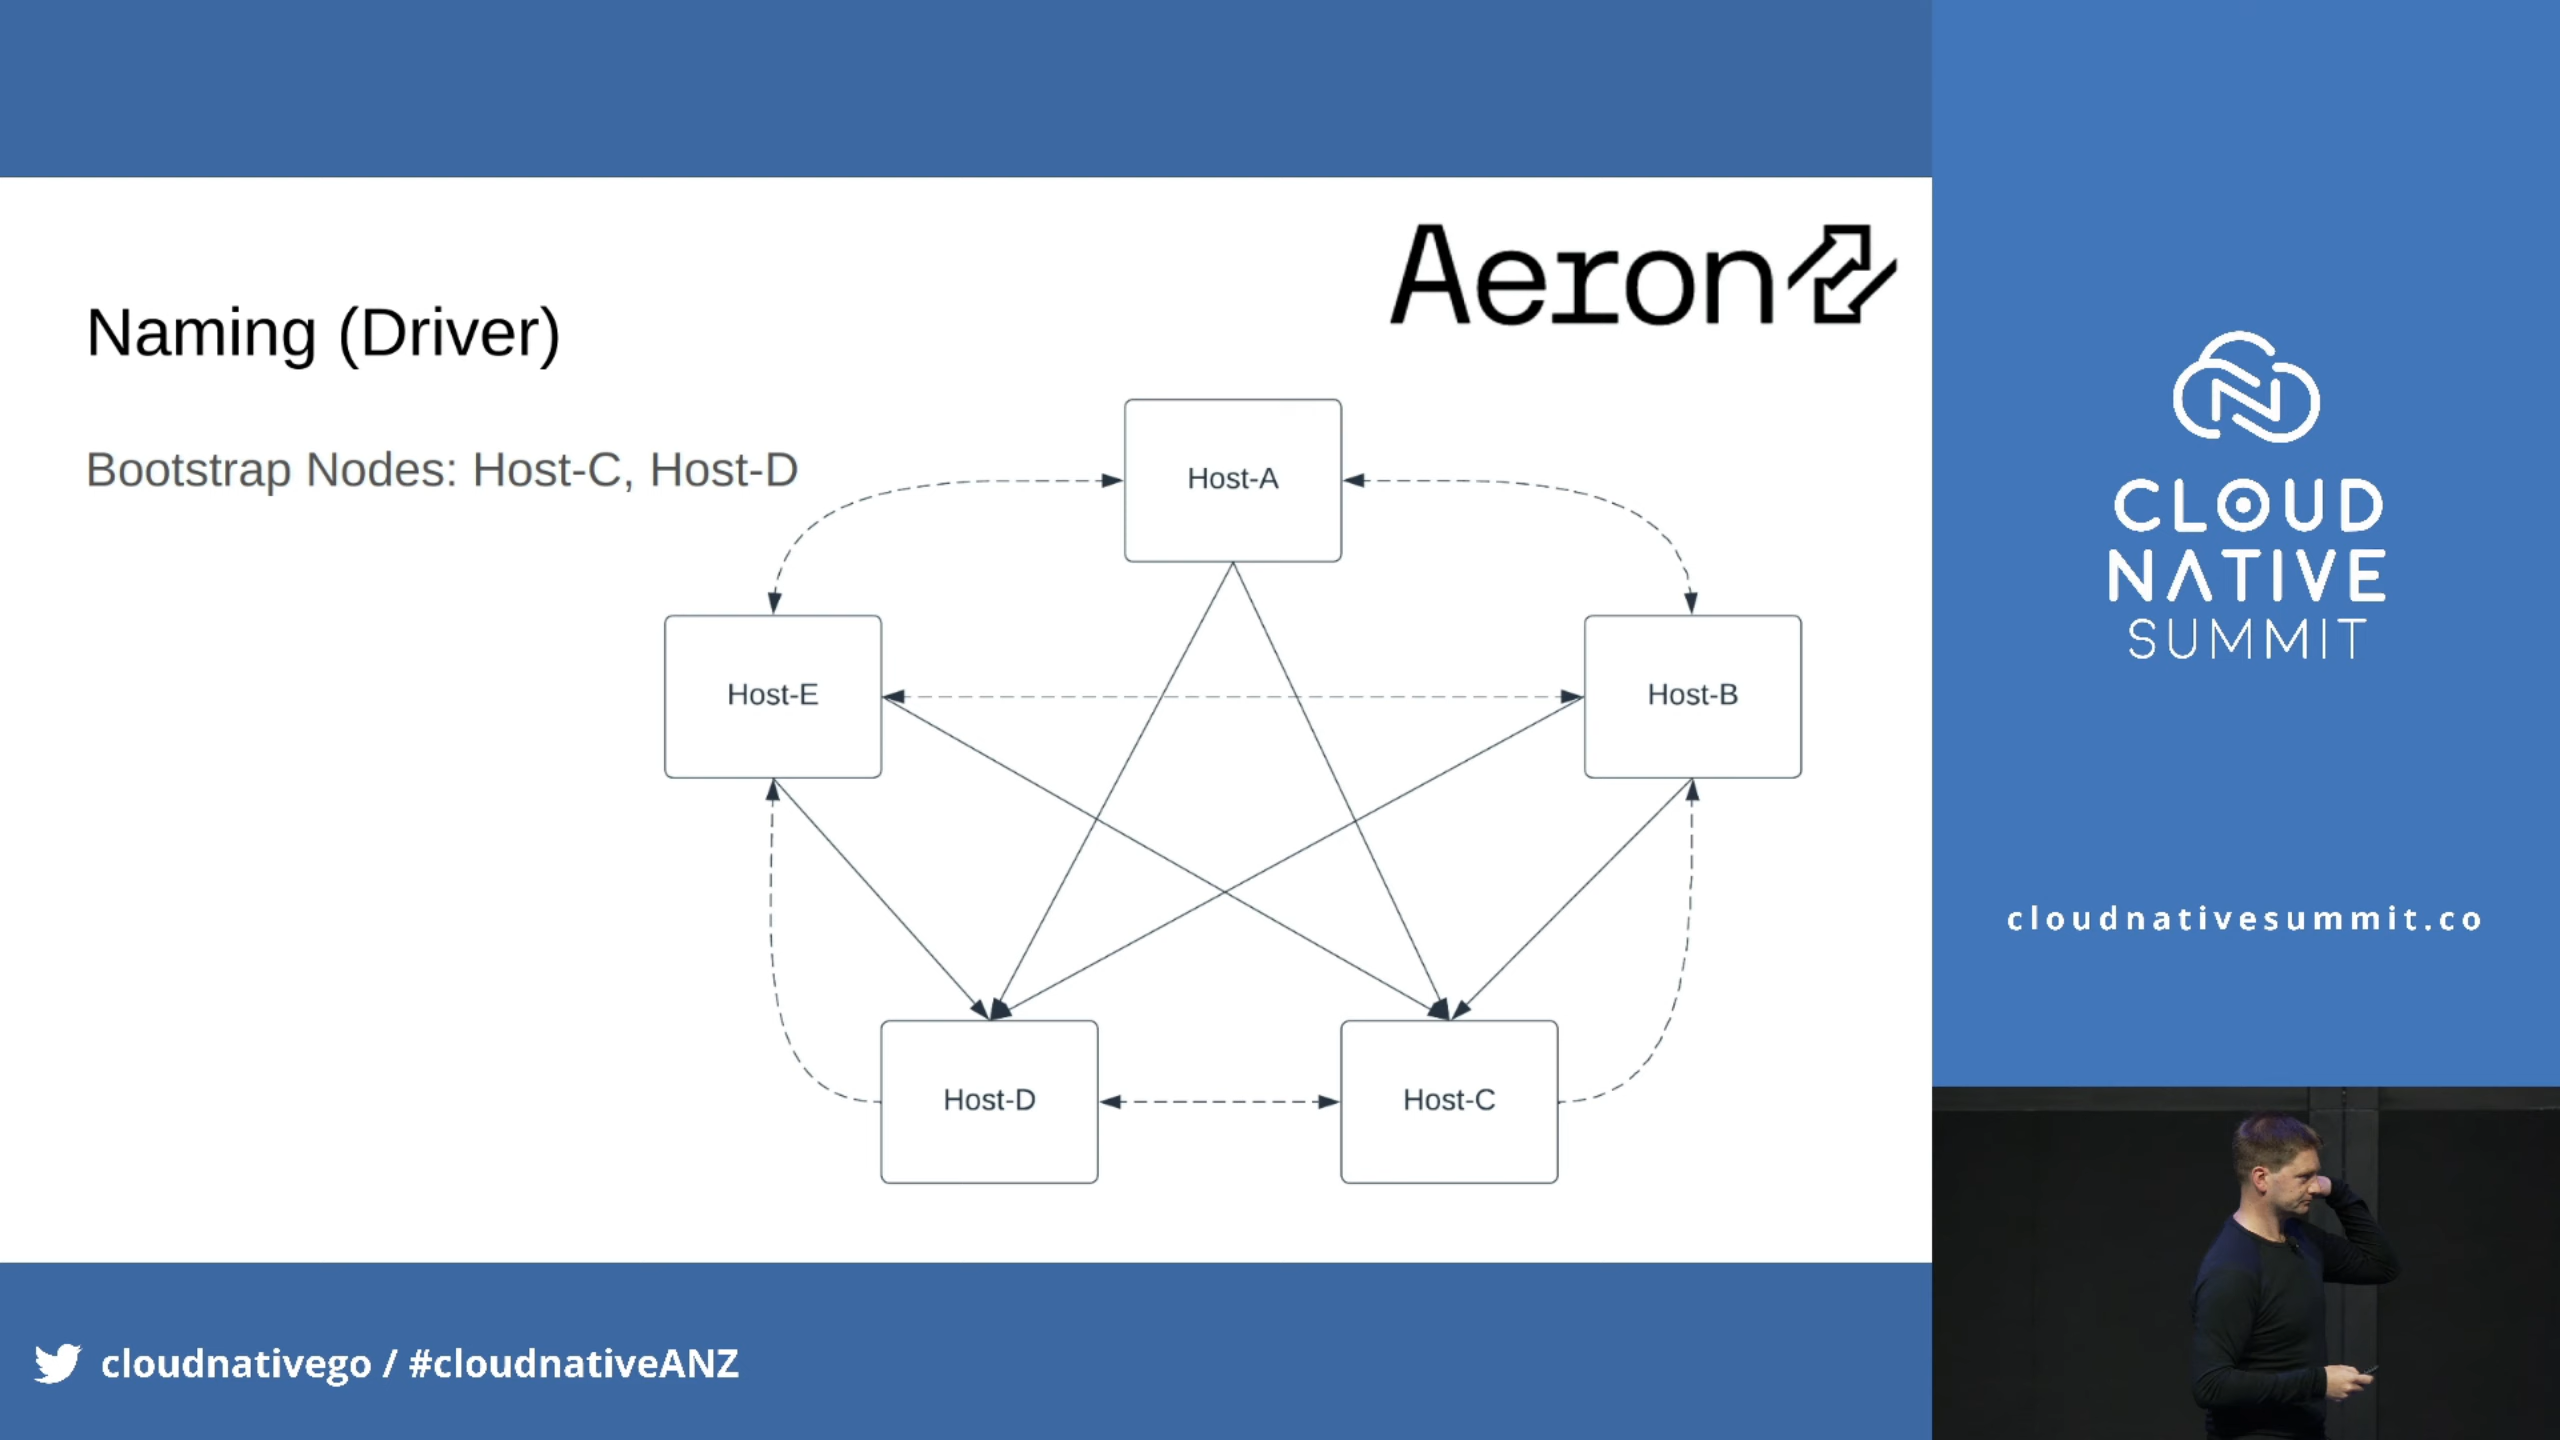 Aeron
Naming (Driver)
Bootstrap Nodes: Host-C, Host-D
Host-A
Host-E
Host-B
Host-D
Host-C
CLOUD
NATIVE
SUMMIT
cloudnativesummit.co
cloudnativego / #cloudnativeANZ